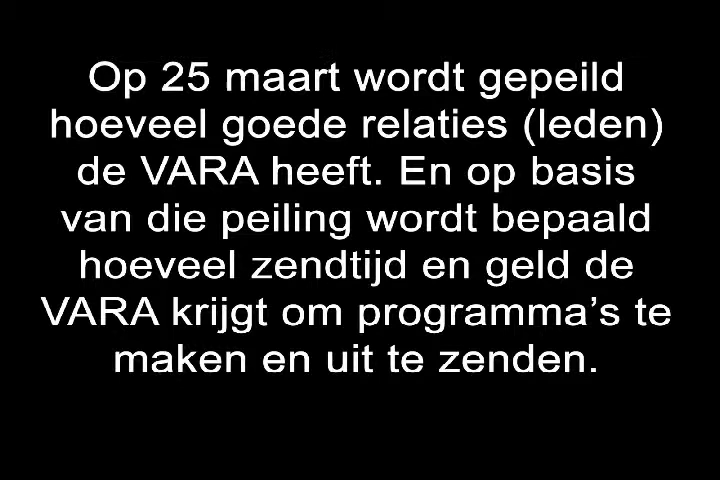 Op 25 maart wordt gepeild
hoeveel goede relaties (leden)
de VARA heeft. En op basis
van die peiling wordt bepaald
hoeveel zendtijd en geld de
VARA krijgt om programma’s te
maken en uit te zenden.